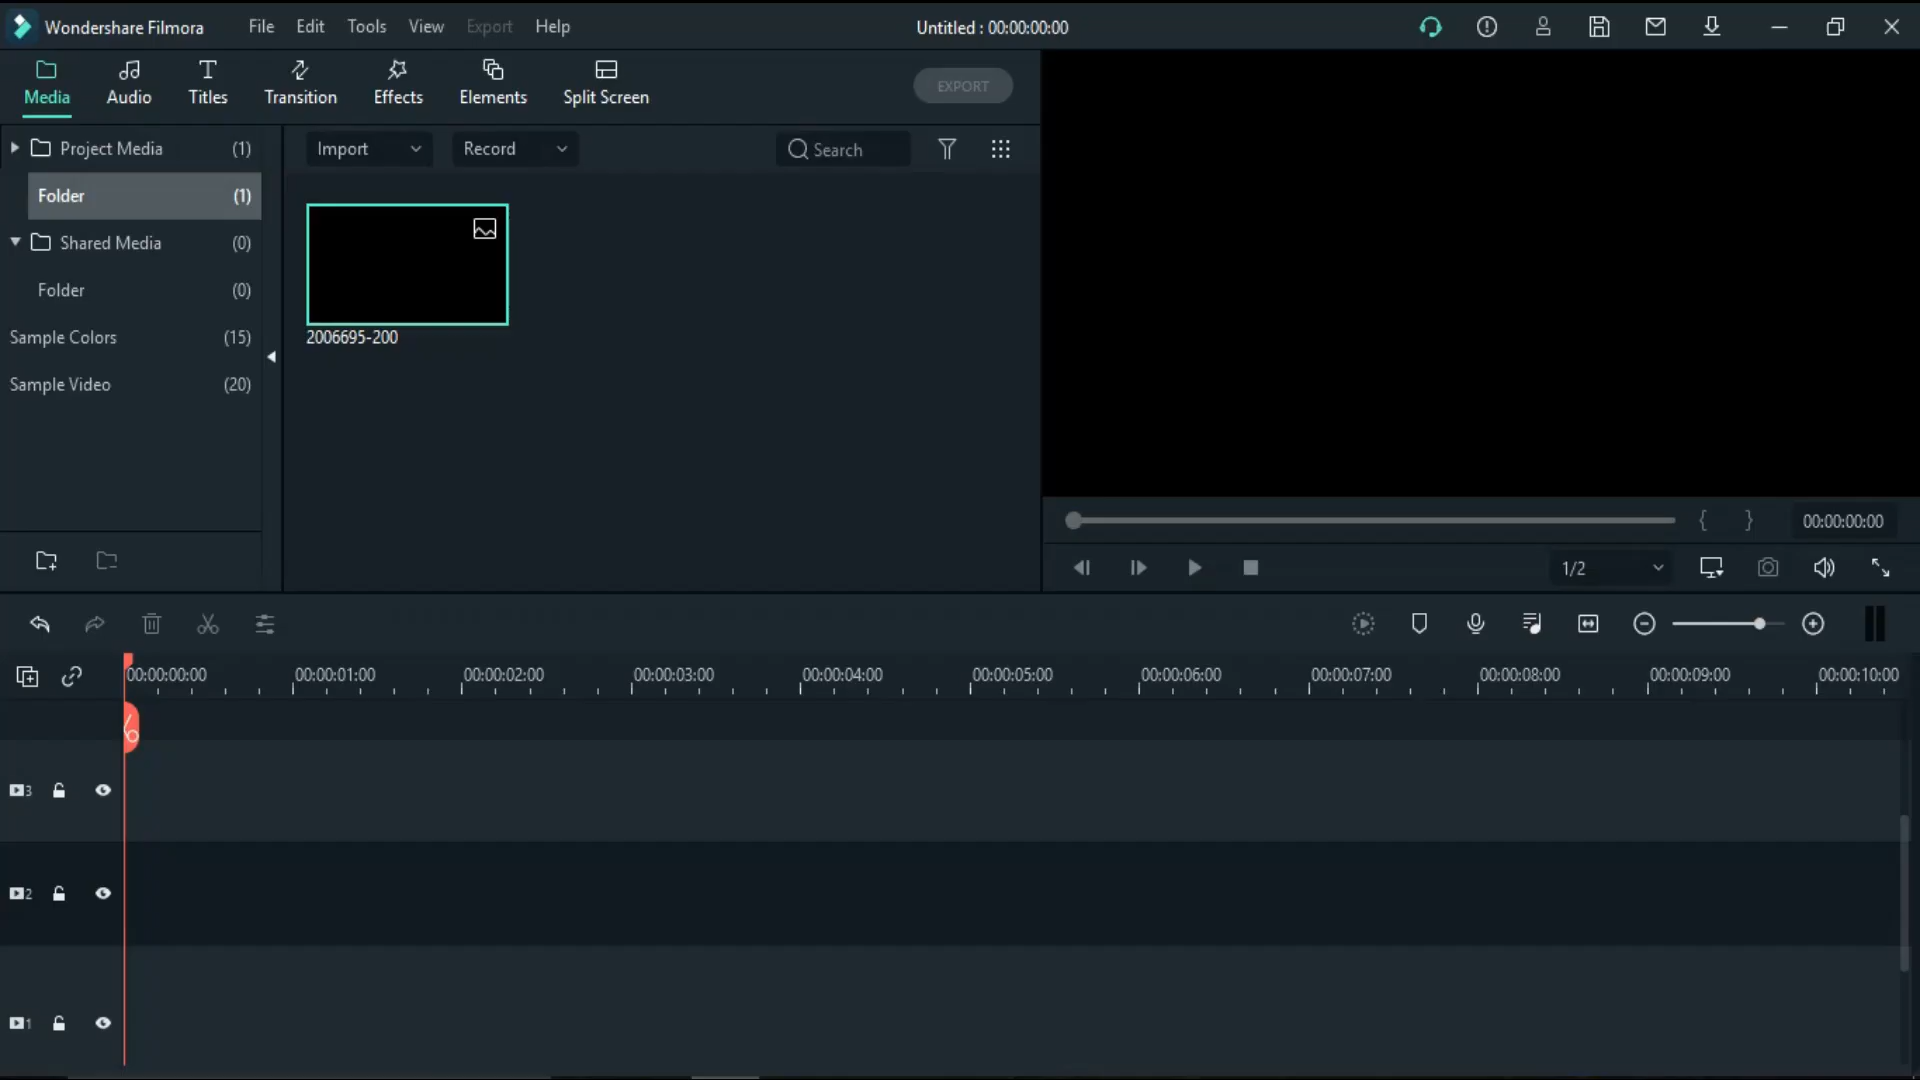 Wondershare Filmora File Edit Tools View Export Help Untitled : 00:00:00:00
Media Audio Titles Transition Effects Elements Split Screen EXPORT
Project Media (1) Import Record Search
Folder (1)
Shared Media (0)
Folder (0)
Sample Colors (15)
Sample Video (20)
2006695-200
{ } 00:00:00:00
1/2
00:00:00:00 00:00:01:00 00:00:02:00 00:00:03:00 00:00:04:00 00:00:05:00 00:00:06:00 00:00:07:00 00:00:08:00 00:00:09:00 00:00:10:00
3
2
1